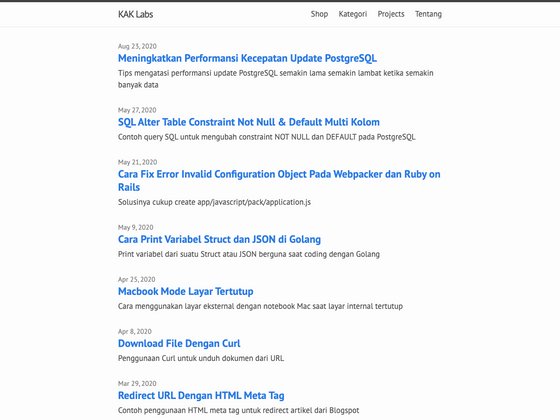 KAK Labs
Shop Kategori Projects Tentang
Aug 23, 2020
Meningkatkan Performansi Kecepatan Update PostgreSQL
Tips mengatasi performansi update PostgreSQL semakin lama semakin lambat ketika semakin
banyak data
May 27, 2020
SQL Alter Table Constraint Not Null & Default Multi Kolom
Contoh query SQL untuk mengubah constraint NOT NULL dan DEFAULT pada PostgreSQL
May 21, 2020
Cara Fix Error Invalid Configuration Object Pada Webpacker dan Ruby on
Rails
Solusinya cukup create app/javascript/pack/application.js
May 9, 2020
Cara Print Variabel Struct dan JSON di Golang
Print variabel dari suatu Struct atau JSON berguna saat coding dengan Golang
Apr 25, 2020
Macbook Mode Layar Tertutup
Cara menggunakan layar eksternal dengan notebook Mac saat layar internal tertutup
Apr 8, 2020
Download File Dengan Curl
Penggunaan Curl untuk unduh dokumen dari URL
Mar 29, 2020
Redirect URL Dengan HTML Meta Tag
Contoh penggunaan HTML meta tag untuk redirect artikel dari Blogspot